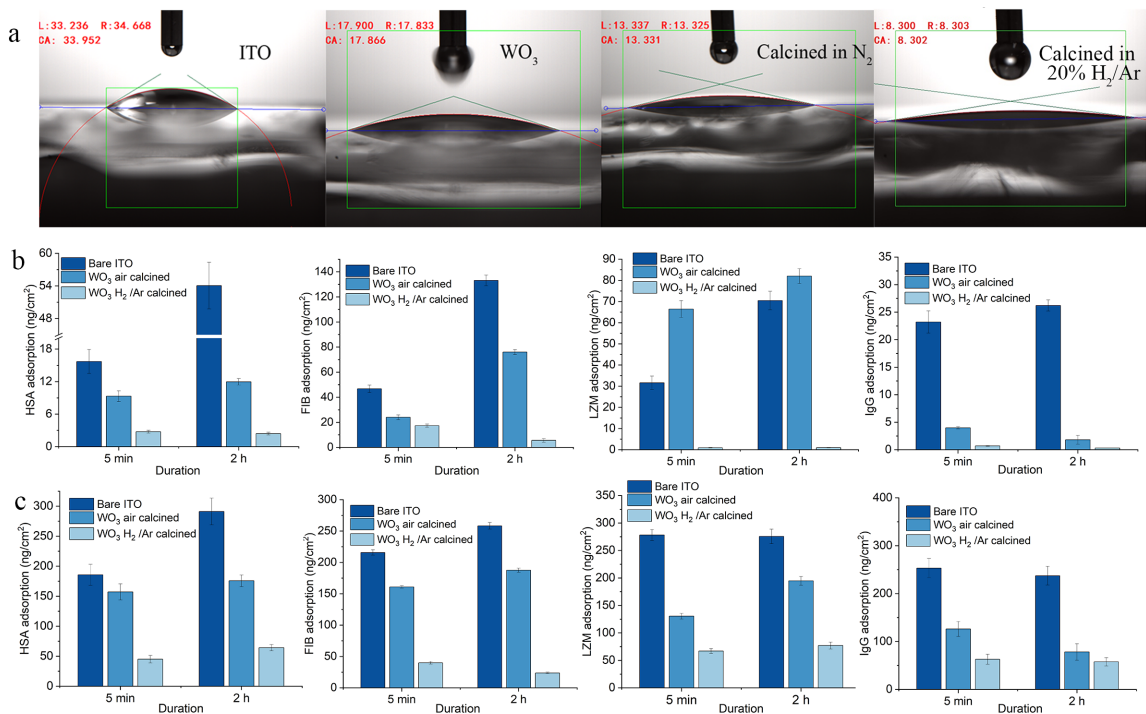 a
L:33.236 R:34.668
CA: 33.952
ITO
L:17.900 R:17.833
CA: 17.866
WO3
L:13.337 R:13.325
CA: 13.331
Calcined in N2
L:8.300 R:8.303
CA: 8.302
Calcined in
20% H2/Ar
b
HSA adsorption (ng/cm2)
60
54
48
18
12
6
0
Bare ITO
WO3 air calcined
WO3 H2 /Ar calcined
5 min
2 h
Duration
FIB adsorption (ng/cm2)
140
120
100
80
60
40
20
0
Bare ITO
WO3 air calcined
WO3 H2 /Ar calcined
5 min
2 h
Duration
LZM adsorption (ng/cm2)
90
80
70
60
50
40
30
20
10
0
Bare ITO
WO3 air calcined
WO3 H2 /Ar calcined
5 min
2 h
Duration
IgG adsorption (ng/cm2)
35
30
25
20
15
10
5
0
Bare ITO
WO3 air calcined
WO3 H2 /Ar calcined
5 min
2 h
Duration
c
HSA adsorption (ng/cm2)
300
250
200
150
100
50
0
Bare ITO
WO3 air calcined
WO3 H2 /Ar calcined
5 min
2 h
Duration
FIB adsorption (ng/cm2)
300
250
200
150
100
50
0
Bare ITO
WO3 air calcined
WO3 H2 /Ar calcined
5 min
2 h
Duration
LZM adsorption (ng/cm2)
350
300
250
200
150
100
50
0
Bare ITO
WO3 air calcined
WO3 H2 /Ar calcined
5 min
2 h
Duration
IgG adsorption (ng/cm2)
400
300
200
100
0
Bare ITO
WO3 air calcined
WO3 H2 /Ar calcined
5 min
2 h
Duration